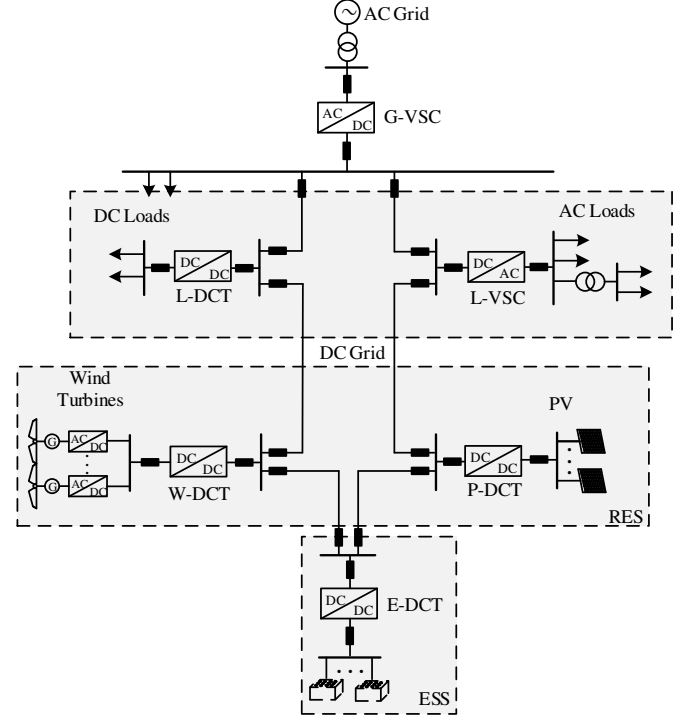 AC Grid
AC
DC
G-VSC
DC Loads
AC Loads
DC
DC
L-DCT
DC
AC
L-VSC
DC Grid
Wind
Turbines
PV
G
AC
DC
DC
DC
W-DCT
DC
DC
P-DCT
G
AC
DC
RES
DC
DC
E-DCT
ESS